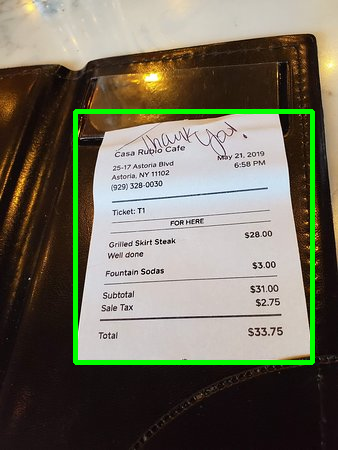 Thank you!
Casa Rubio Cafe
25-17 Astoria Blvd May 21, 2019
Astoria, NY 11102 6:58 PM
(929) 328-0030
Ticket: T1
FOR HERE
Grilled Skirt Steak $28.00
Well done
Fountain Sodas $3.00
Subtotal $31.00
Sale Tax $2.75
Total $33.75